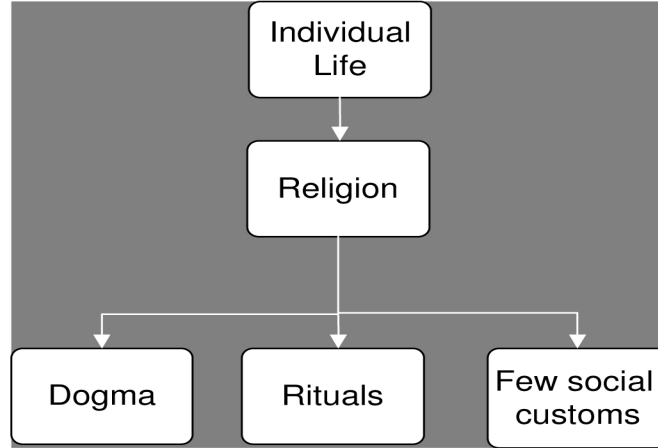 Individual
Life
Religion
Dogma
Rituals
Few social
customs